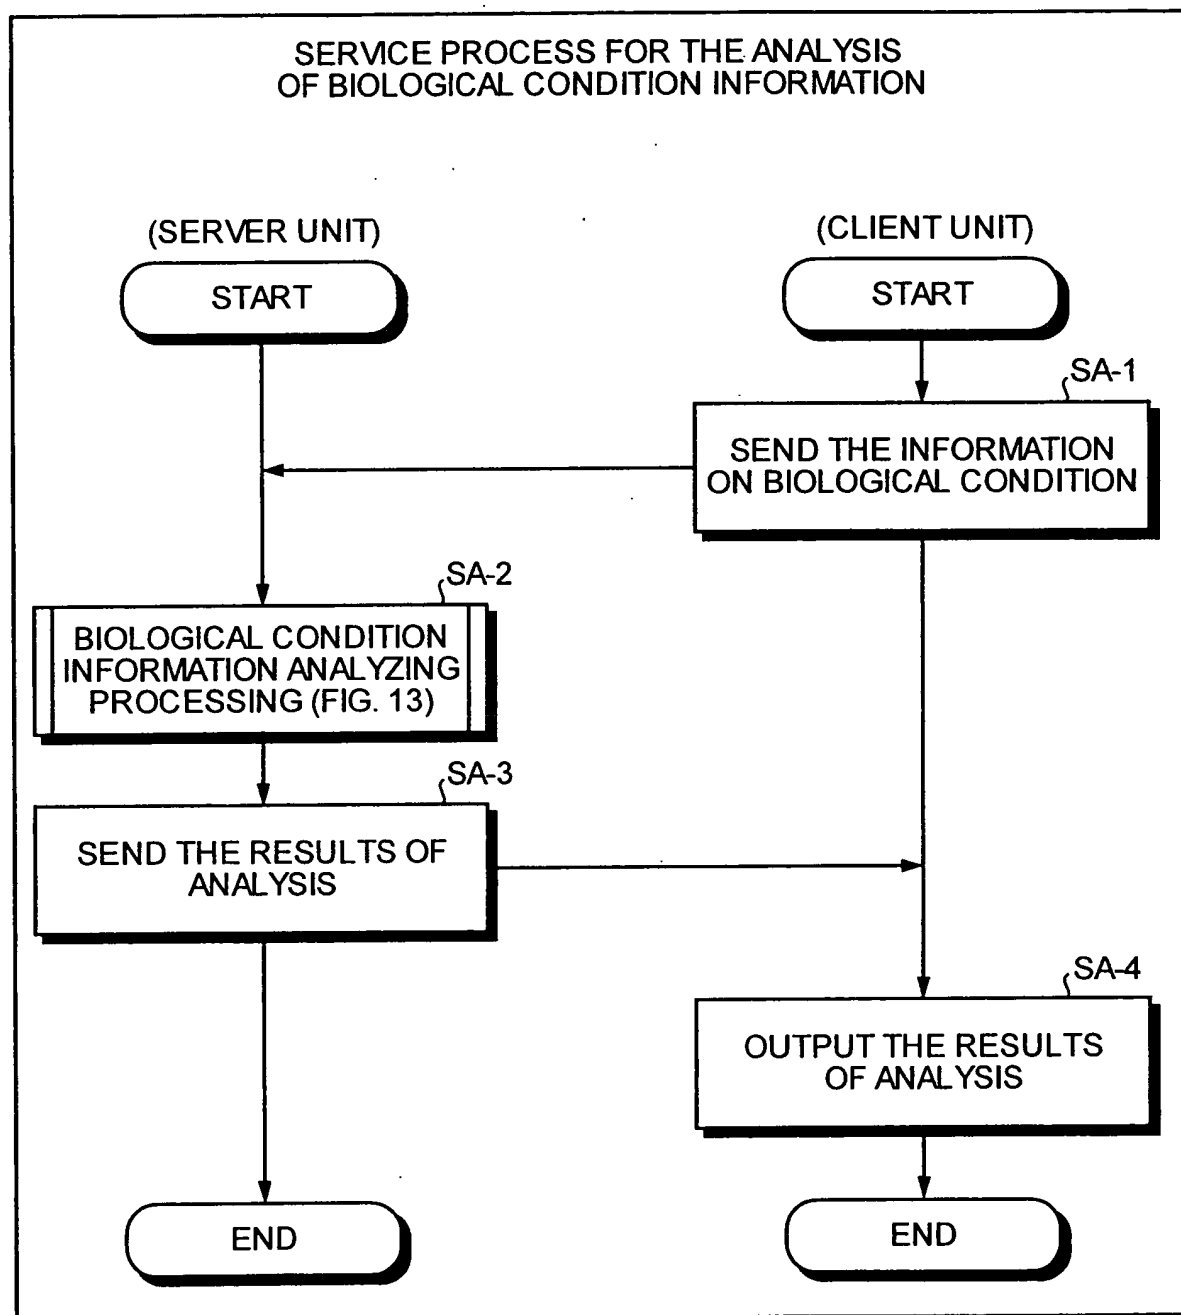 SERVICE PROCESS FOR THE ANALYSIS
OF BIOLOGICAL CONDITION INFORMATION
(SERVER UNIT)
(CLIENT UNIT)
START
START
SA-1
SEND THE INFORMATION
ON BIOLOGICAL CONDITION
SA-2
BIOLOGICAL CONDITION
INFORMATION ANALYZING
PROCESSING (FIG. 13)
SA-3
SEND THE RESULTS OF
ANALYSIS
SA-4
OUTPUT THE RESULTS
OF ANALYSIS
END
END